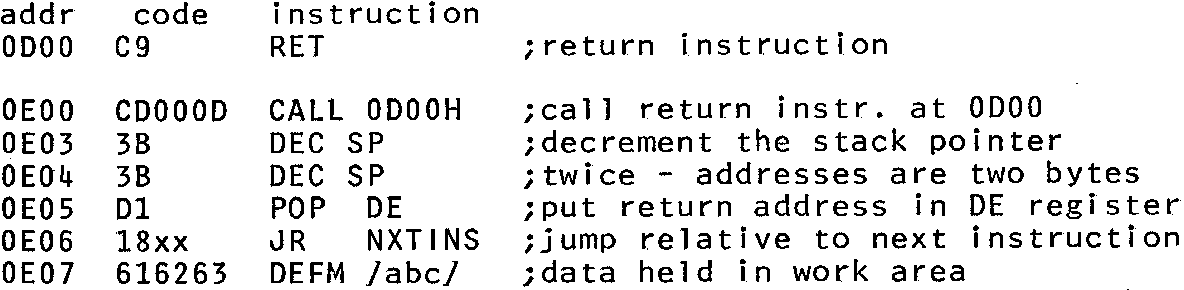 addr code instruction
0D00 C9 RET ;return instruction
0E00 CD000D CALL 0D00H ;call return instr. at 0D00
0E03 3B DEC SP ;decrement the stack pointer
0E04 3B DEC SP ;twice - addresses are two bytes
0E05 D1 POP DE ;put return address in DE register
0E06 18xx JR NXTINS ;jump relative to next instruction
0E07 616263 DEFM /abc/ ;data held in work area